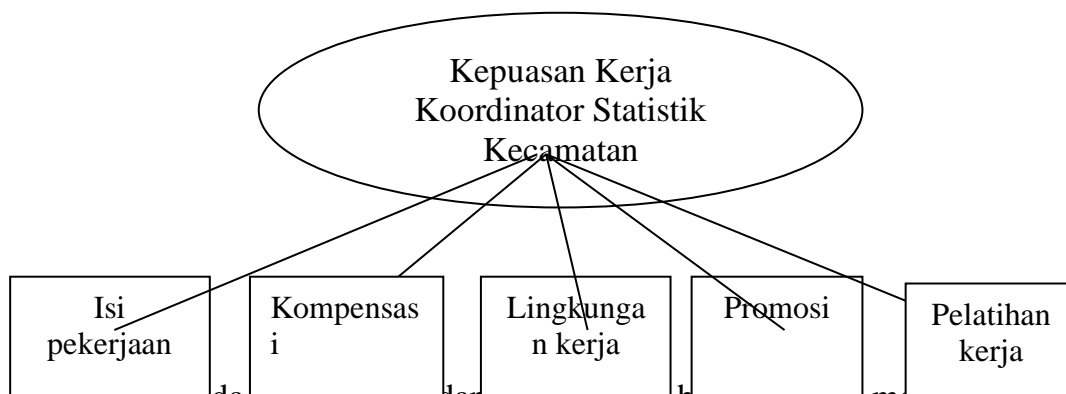 Kepuasan Kerja
Koordinator Statistik
Kecamatan
Isi
pekerjaan
Kompensas
i
Lingkunga
n kerja
Promosi
Pelatihan
kerja